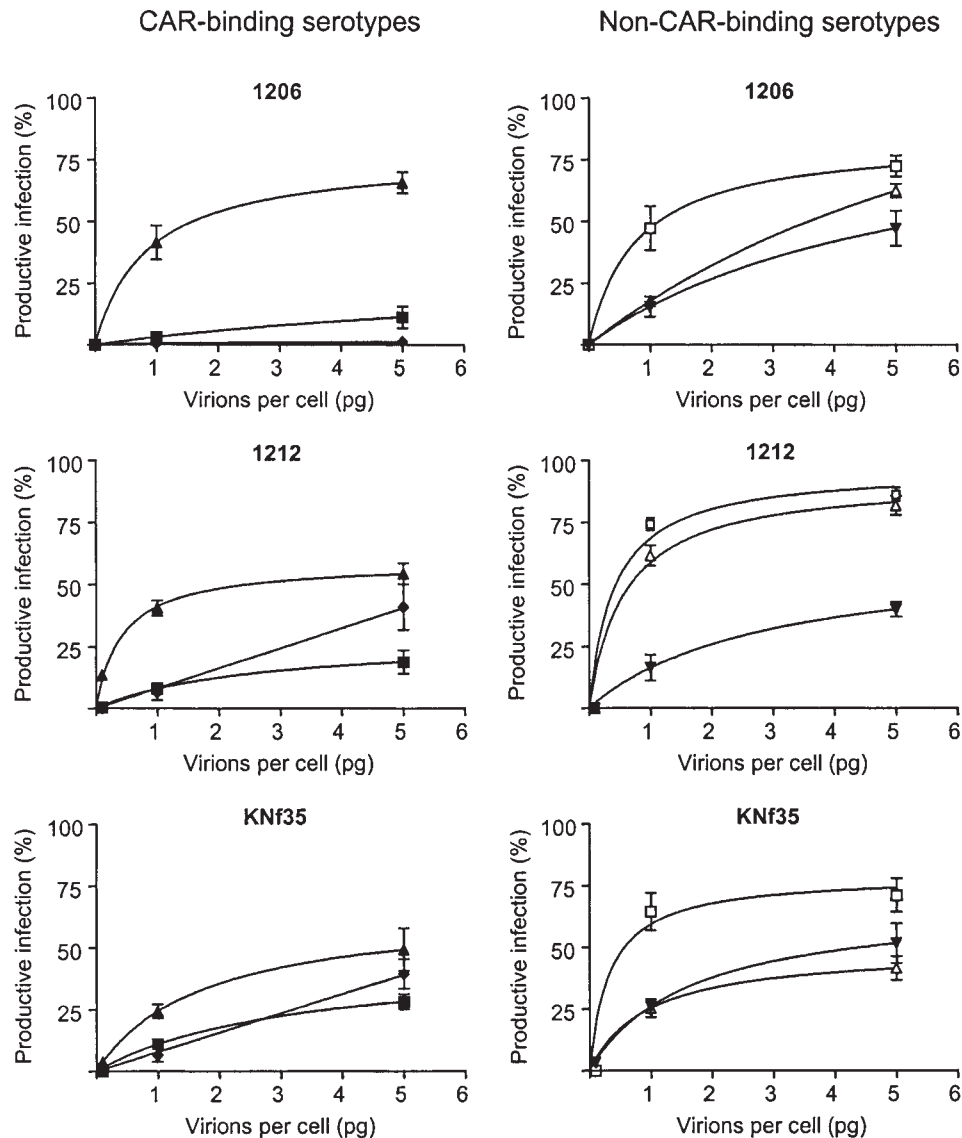 CAR-binding serotypes
Non-CAR-binding serotypes
1206
Productive infection (%)
100
75
50
25
1 2 3 4 5 6
Virions per cell (pg)
1206
Productive infection (%)
100
75
50
25
1 2 3 4 5 6
Virions per cell (pg)
1212
Productive infection (%)
100
75
50
25
1 2 3 4 5 6
Virions per cell (pg)
1212
Productive infection (%)
100
75
50
25
1 2 3 4 5 6
Virions per cell (pg)
KNf35
Productive infection (%)
100
75
50
25
1 2 3 4 5 6
Virions per cell (pg)
KNf35
Productive infection (%)
100
75
50
25
1 2 3 4 5 6
Virions per cell (pg)